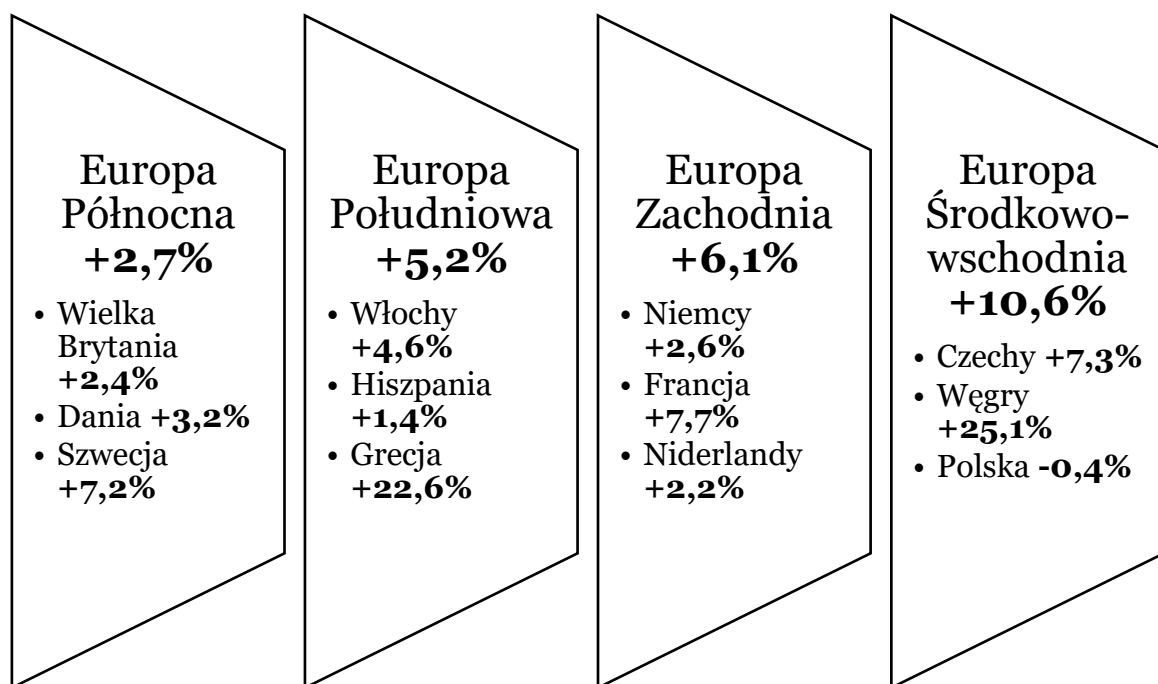 Europa
Północna
+2,7%
• Wielka
Brytania
+2,4%
• Dania +3,2%
• Szwecja
+7,2%
Europa
Południowa
+5,2%
• Włochy
+4,6%
• Hiszpania
+1,4%
• Grecja
+22,6%
Europa
Zachodnia
+6,1%
• Niemcy
+2,6%
• Francja
+7,7%
• Niderlandy
+2,2%
Europa
Środkowo-
wschodnia
+10,6%
• Czechy +7,3%
• Węgry
+25,1%
• Polska -0,4%